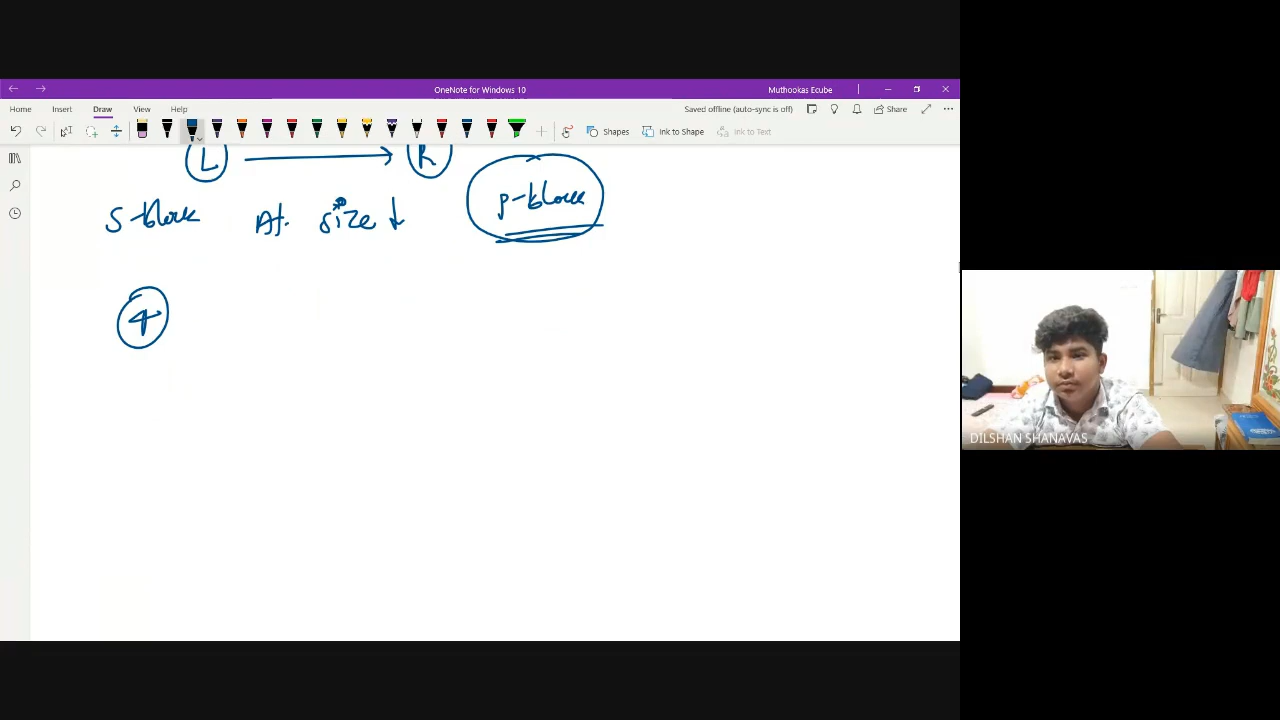 OneNote for Windows 10
Muthookas Ecube
Home Insert Draw View Help
Saved offline (auto-sync is off)
Share
Shapes
Ink to Shape
Ink to Text
L → R
S-block At. size ↓ p-block
4
DILSHAN SHANAVAS